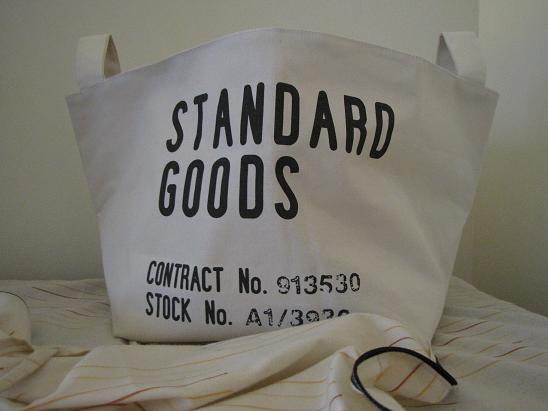 STANDARD
GOODS
CONTRACT No. 913530
STOCK No.